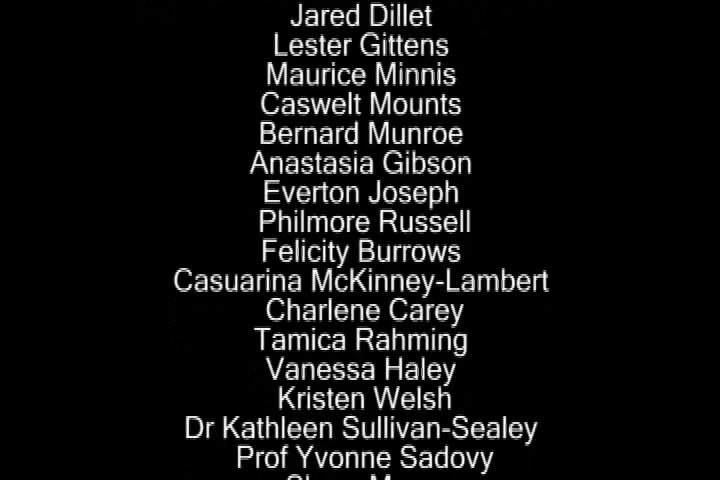 Jared Dillet
Lester Gittens
Maurice Minnis
Caswelt Mounts
Bernard Munroe
Anastasia Gibson
Everton Joseph
Philmore Russell
Felicity Burrows
Casuarina McKinney-Lambert
Charlene Carey
Tamica Rahming
Vanessa Haley
Kristen Welsh
Dr Kathleen Sullivan-Sealey
Prof Yvonne Sadovy